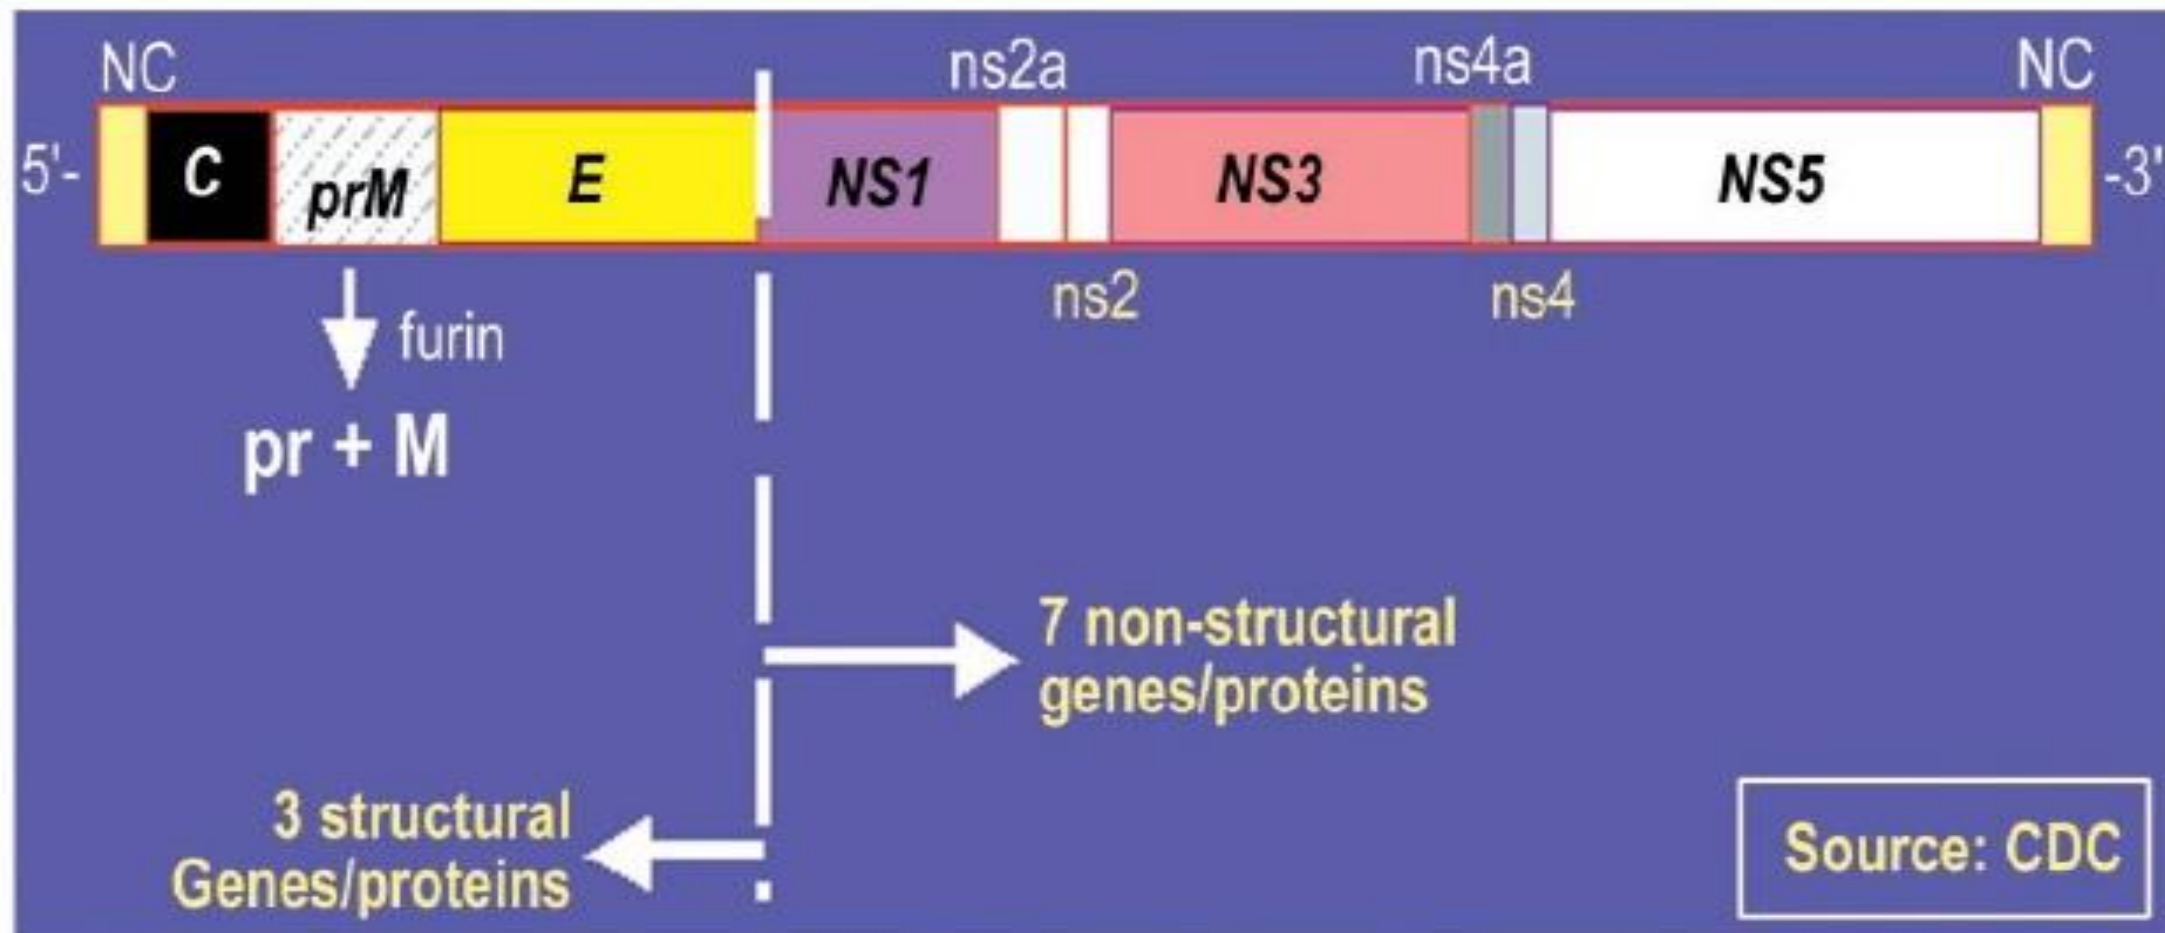 NC ns2a ns4a NC
5'- C prM E NS1 NS3 NS5 -3'
ns2 ns4
furin
pr + M
7 non-structural
genes/proteins
3 structural
Genes/proteins
Source: CDC